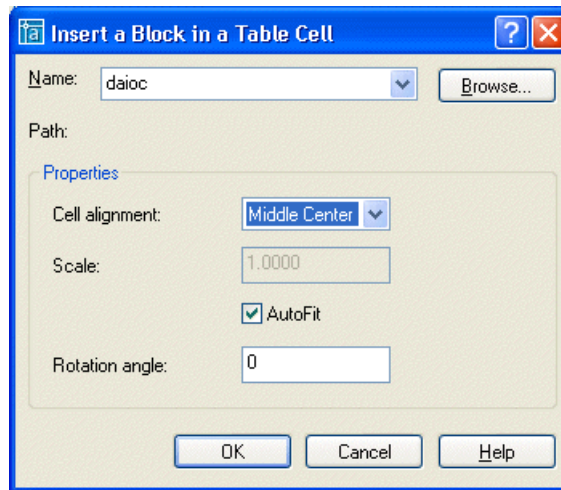 Insert a Block in a Table Cell
Name: daioc Browse...
Path:
Properties
Cell alignment: Middle Center
Scale: 1.0000
AutoFit
Rotation angle: 0
OK Cancel Help